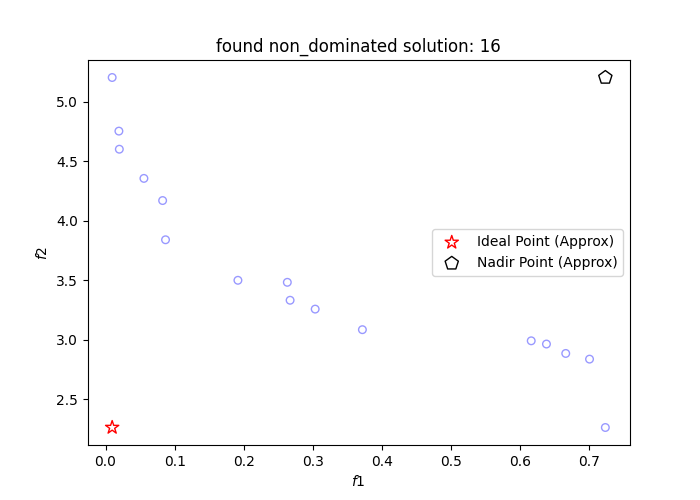 found non_dominated solution: 16
5.0
4.5
4.0
3.5
3.0
2.5
f2
Ideal Point (Approx)
Nadir Point (Approx)
0.0 0.1 0.2 0.3 0.4 0.5 0.6 0.7
f1